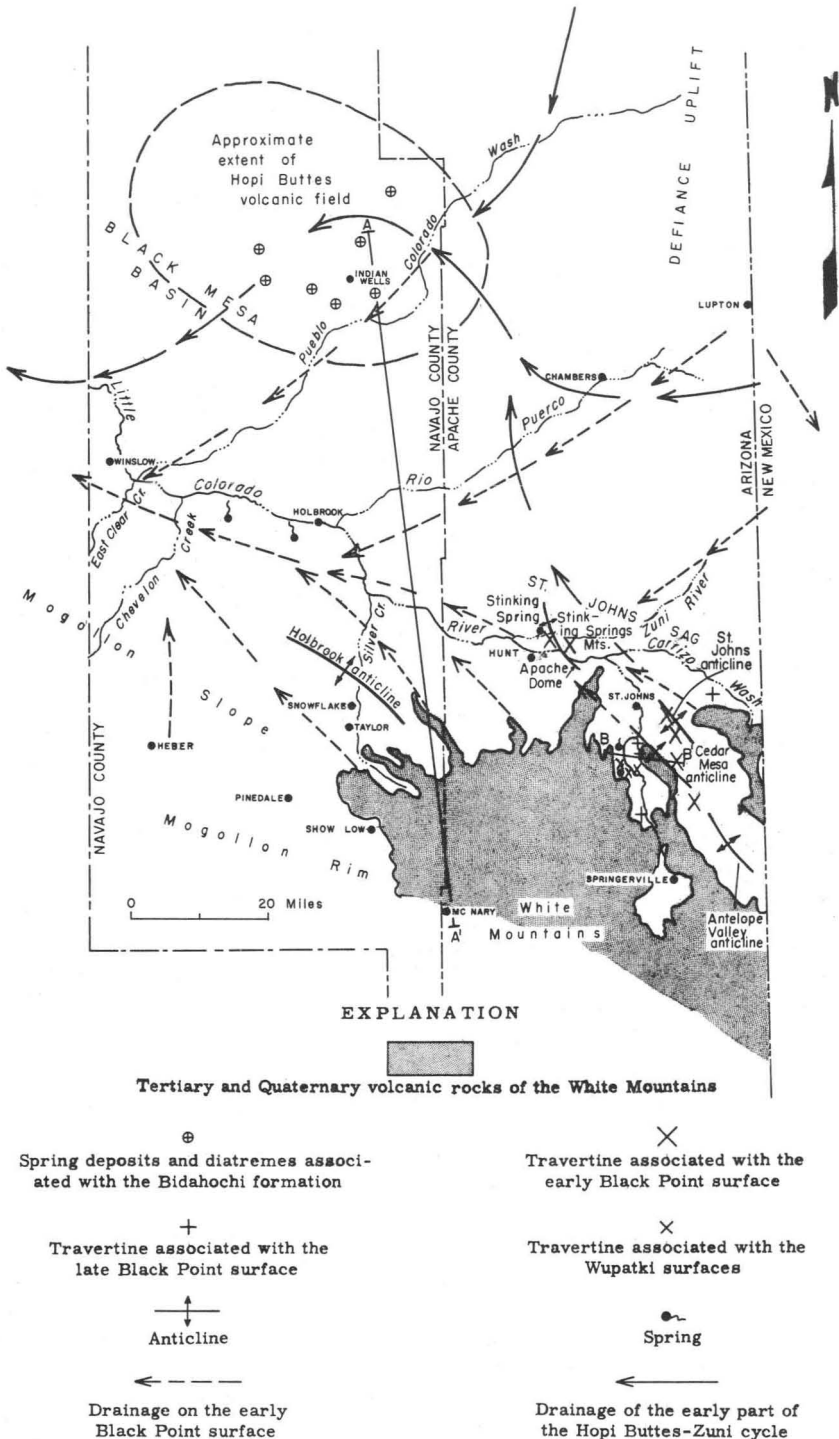 N
DEFIANCE UPLIFT
Wash
Approximate
extent of
Hopi Buttes
volcanic field
A
Colorado
BLACK MESA
BASIN
INDIAN
WELLS
LUPTON
Pueblo
NAVAJO COUNTY
APACHE COUNTY
CHAMBERS
Little
Puerco
ARIZONA
NEW MEXICO
WINSLOW
Rio
Colorado
HOLBROOK
East Clear Cr.
Chevelon Creek
ST. JOHNS SAG
Zuni River
Mogollon
Stinking
Spring
Stink-
ing Springs
Mts.
River
Silver Cr.
Carrizo
Wash
St.
Johns
anticline
HUNT
Apache
Dome
Holbrook anticline
Slope
SNOWFLAKE
ST. JOHNS
TAYLOR
HEBER
B
B'
Cedar
Mesa
anticline
NAVAJO COUNTY
PINEDALE
Mogollon Rim
SHOW LOW
SPRINGERVILLE
0 20 Miles
MC NARY
White
Mountains
A'
Antelope
Valley
anticline
EXPLANATION
Tertiary and Quaternary volcanic rocks of the White Mountains
Spring deposits and diatremes associ-
ated with the Bidahochi formation
Travertine associated with the
early Black Point surface
Travertine associated with the
late Black Point surface
Travertine associated with the
Wupatki surfaces
Anticline
Spring
Drainage on the early
Black Point surface
Drainage of the early part of
the Hopi Buttes-Zuni cycle